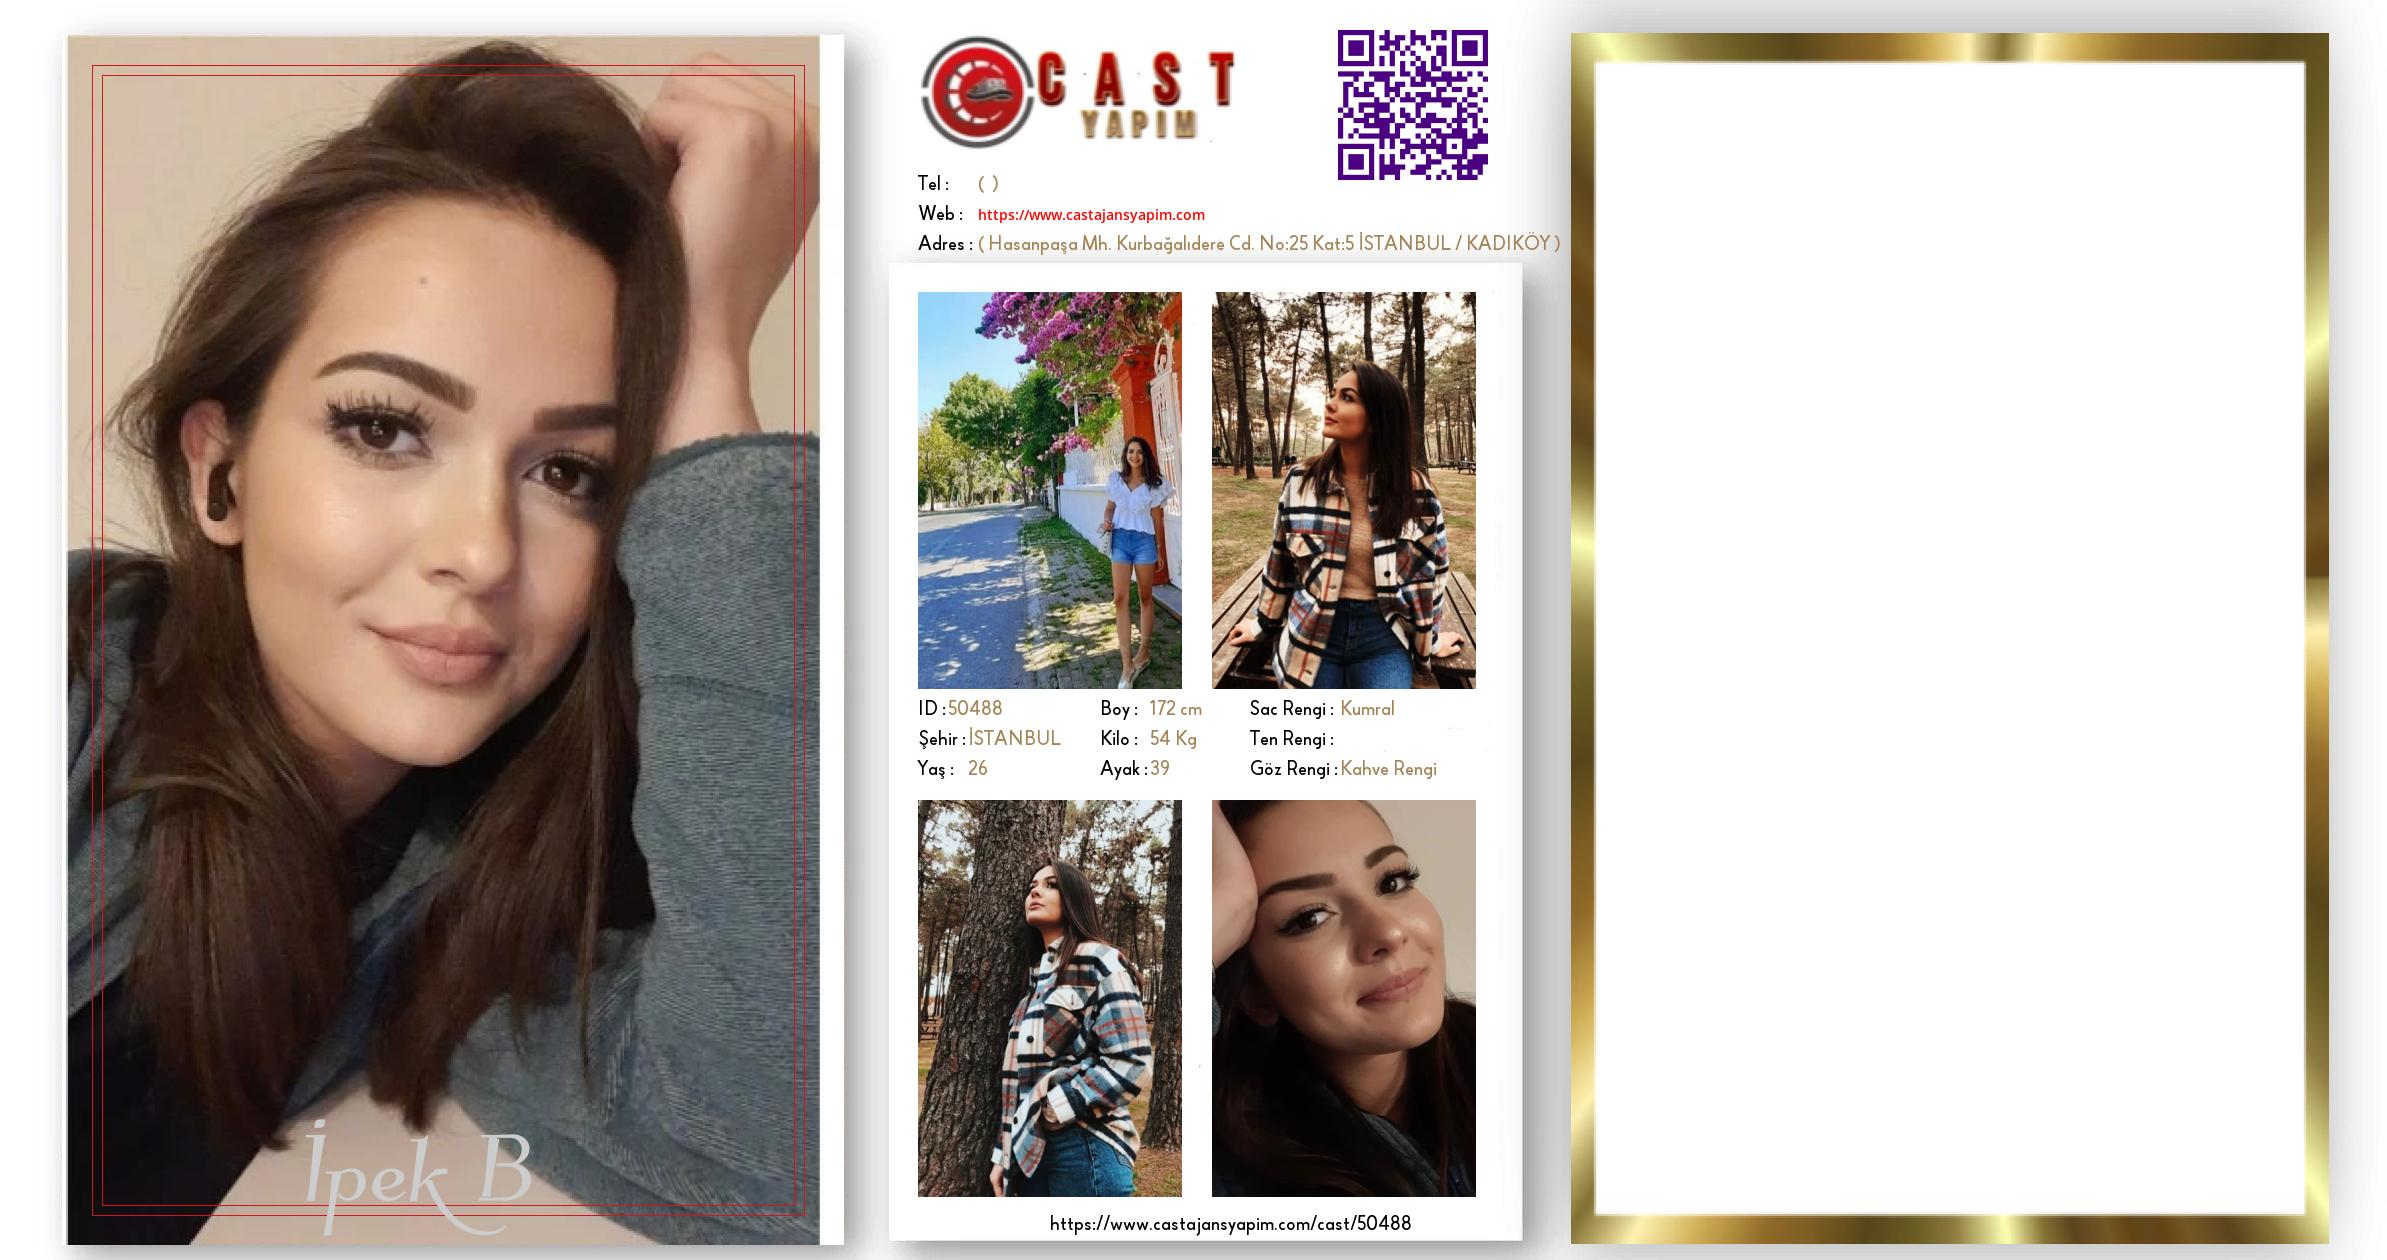 İpek B
CAST
YAPIM
Tel : ( )
Web : https://www.castajansyapim.com
Adres : ( Hasanpaşa Mh. Kurbağalıdere Cd. No:25 Kat:5 İSTANBUL / KADIKÖY )
ID : 50488 Boy : 172 cm Sac Rengi : Kumral
Şehir : İSTANBUL Kilo : 54 Kg Ten Rengi :
Yaş : 26 Ayak : 39 Göz Rengi : Kahve Rengi
https://www.castajansyapim.com/cast/50488